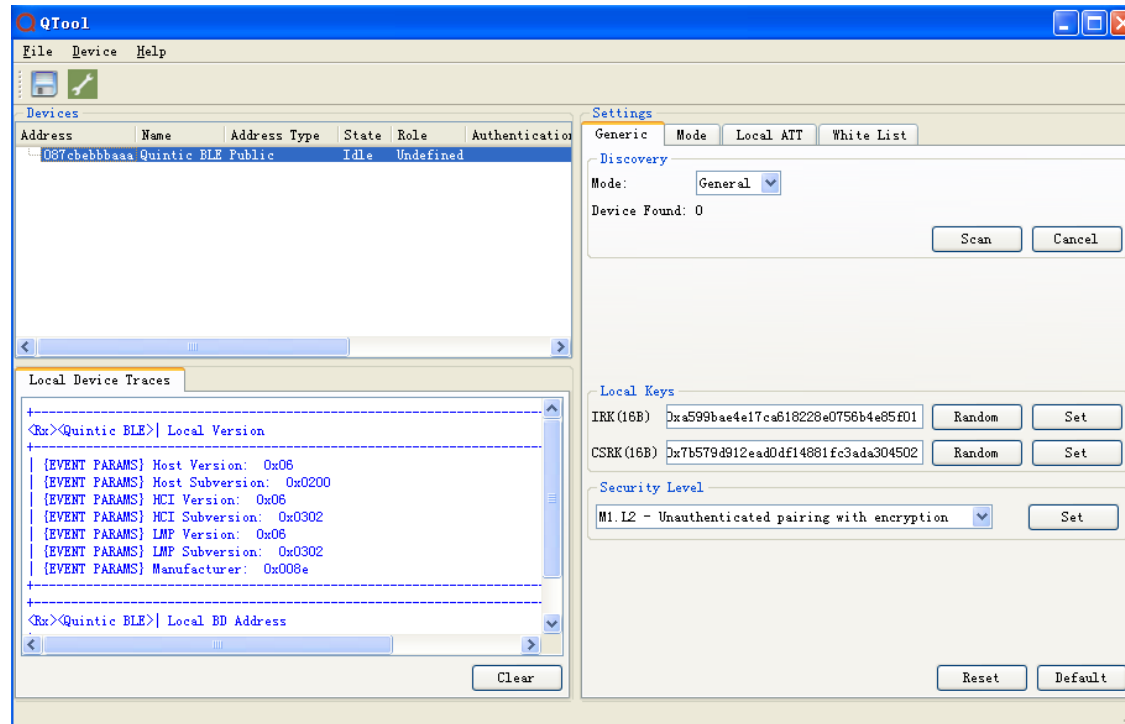 QTool
File Device Help
Devices
Address Name Address Type State Role Authentication
087cbebbbaaa Quintic BLE Public Idle Undefined
Local Device Traces
+------------------------------------------------------------
<Rx><Quintic BLE>| Local Version
+------------------------------------------------------------
| {EVENT PARAMS} Host Version: 0x06
| {EVENT PARAMS} Host Subversion: 0x0200
| {EVENT PARAMS} HCI Version: 0x06
| {EVENT PARAMS} HCI Subversion: 0x0302
| {EVENT PARAMS} LMP Version: 0x06
| {EVENT PARAMS} LMP Subversion: 0x0302
| {EVENT PARAMS} Manufacturer: 0x008e
+------------------------------------------------------------
+------------------------------------------------------------
<Rx><Quintic BLE>| Local BD Address
Clear
Settings
Generic Mode Local ATT White List
Discovery
Mode: General
Device Found: 0
Scan Cancel
Local Keys
IRK(16B) 0xa599bae4e17ca618228e0756b4e85f01 Random Set
CSRK(16B) 0x7b579d912ead0df14881fc3ada304502 Random Set
Security Level
M1.L2 - Unauthenticated pairing with encryption Set
Reset Default